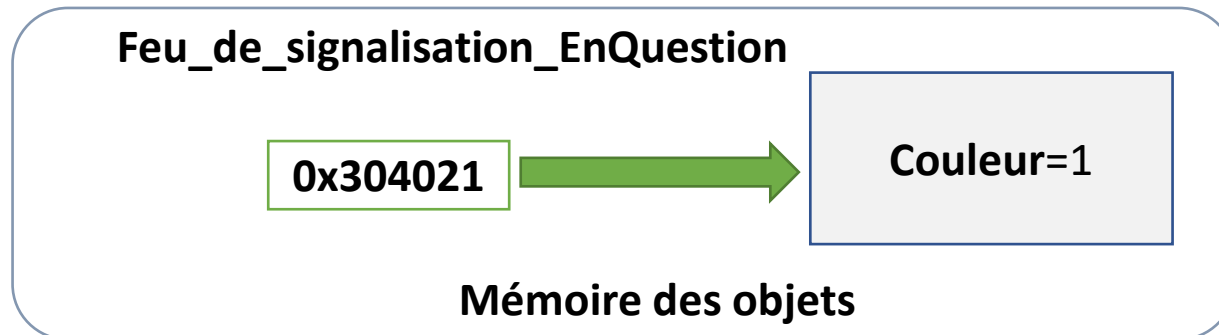 Feu_de_signalisation_EnQuestion
0x304021
Couleur=1
Mémoire des objets